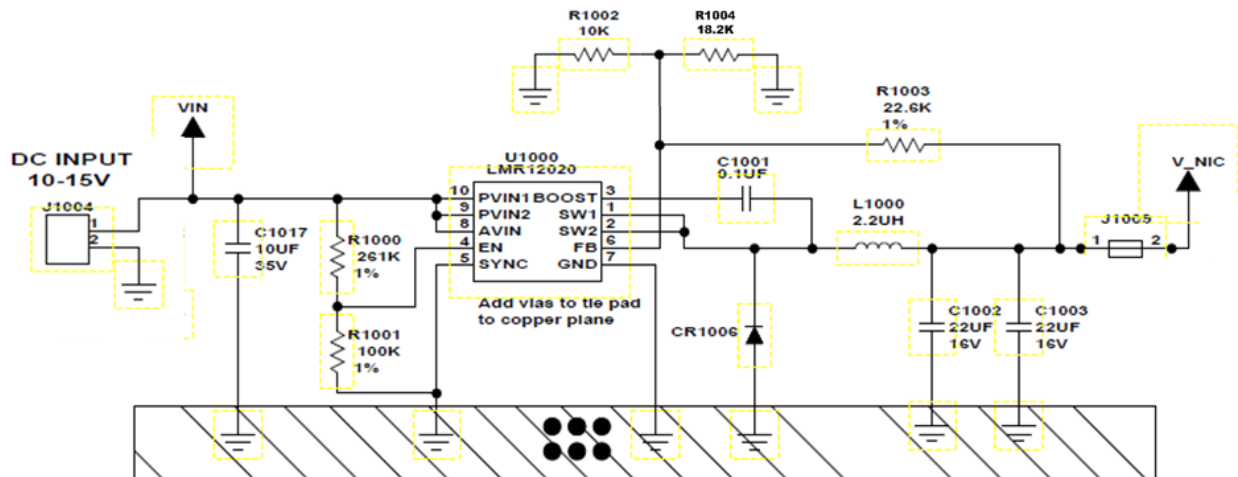 R1002
10K
R1004
18.2K
VIN
R1003
22.6K
1%
DC INPUT
10-15V
U1000
LMR12020
C1001
0.1UF
V_NIC
J1004
1
2
10 PVIN1 BOOST 3
9 PVIN2 SW1 1
8 AVIN SW2 2
4 EN FB 6
5 SYNC GND 7
L1000
2.2UH
J1005
1 2
C1017
10UF
35V
R1000
261K
1%
Add vias to tie pad
to copper plane
R1001
100K
1%
CR1006
C1002
22UF
16V
C1003
22UF
16V